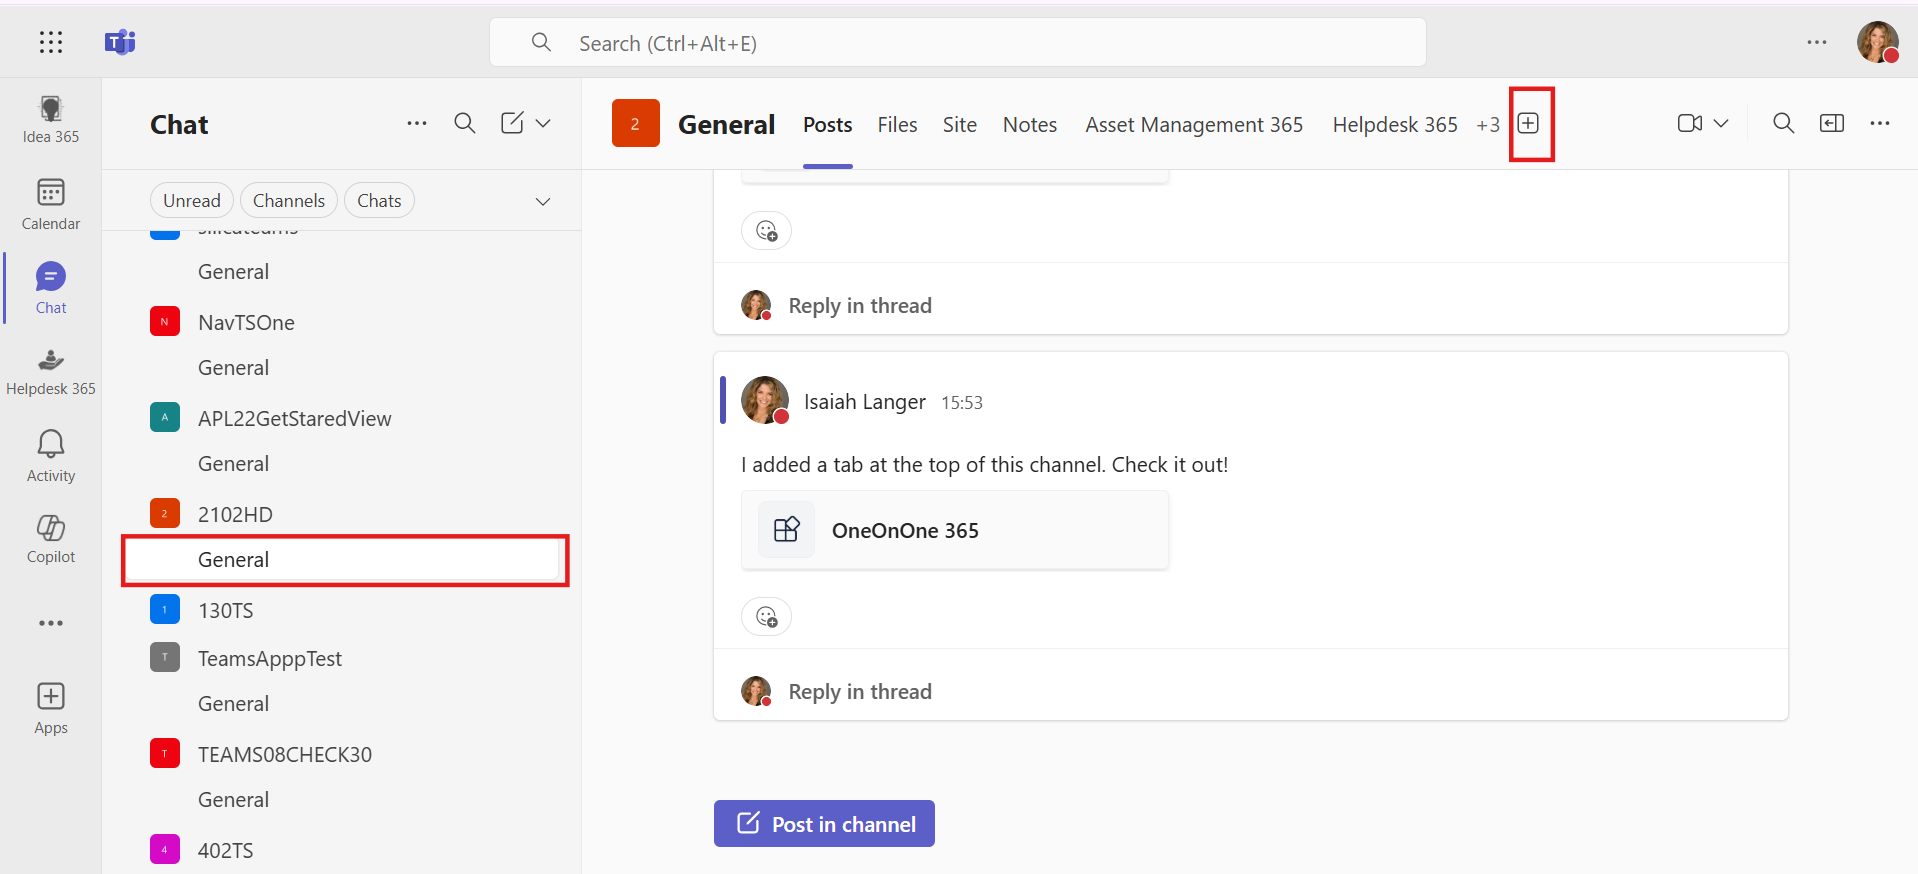 Search (Ctrl+Alt+E)
Idea 365
Calendar
Chat
Helpdesk 365
Activity
Copilot
Apps
Chat
Unread
Channels
Chats
General
N
NavTSOne
General
A
APL22GetStaredView
General
2
2102HD
General
1
130TS
T
TeamsApppTest
General
T
TEAMS08CHECK30
General
4
402TS
2
General
Posts
Files
Site
Notes
Asset Management 365
Helpdesk 365
+3
Reply in thread
Isaiah Langer 15:53
I added a tab at the top of this channel. Check it out!
OneOnOne 365
Reply in thread
Post in channel